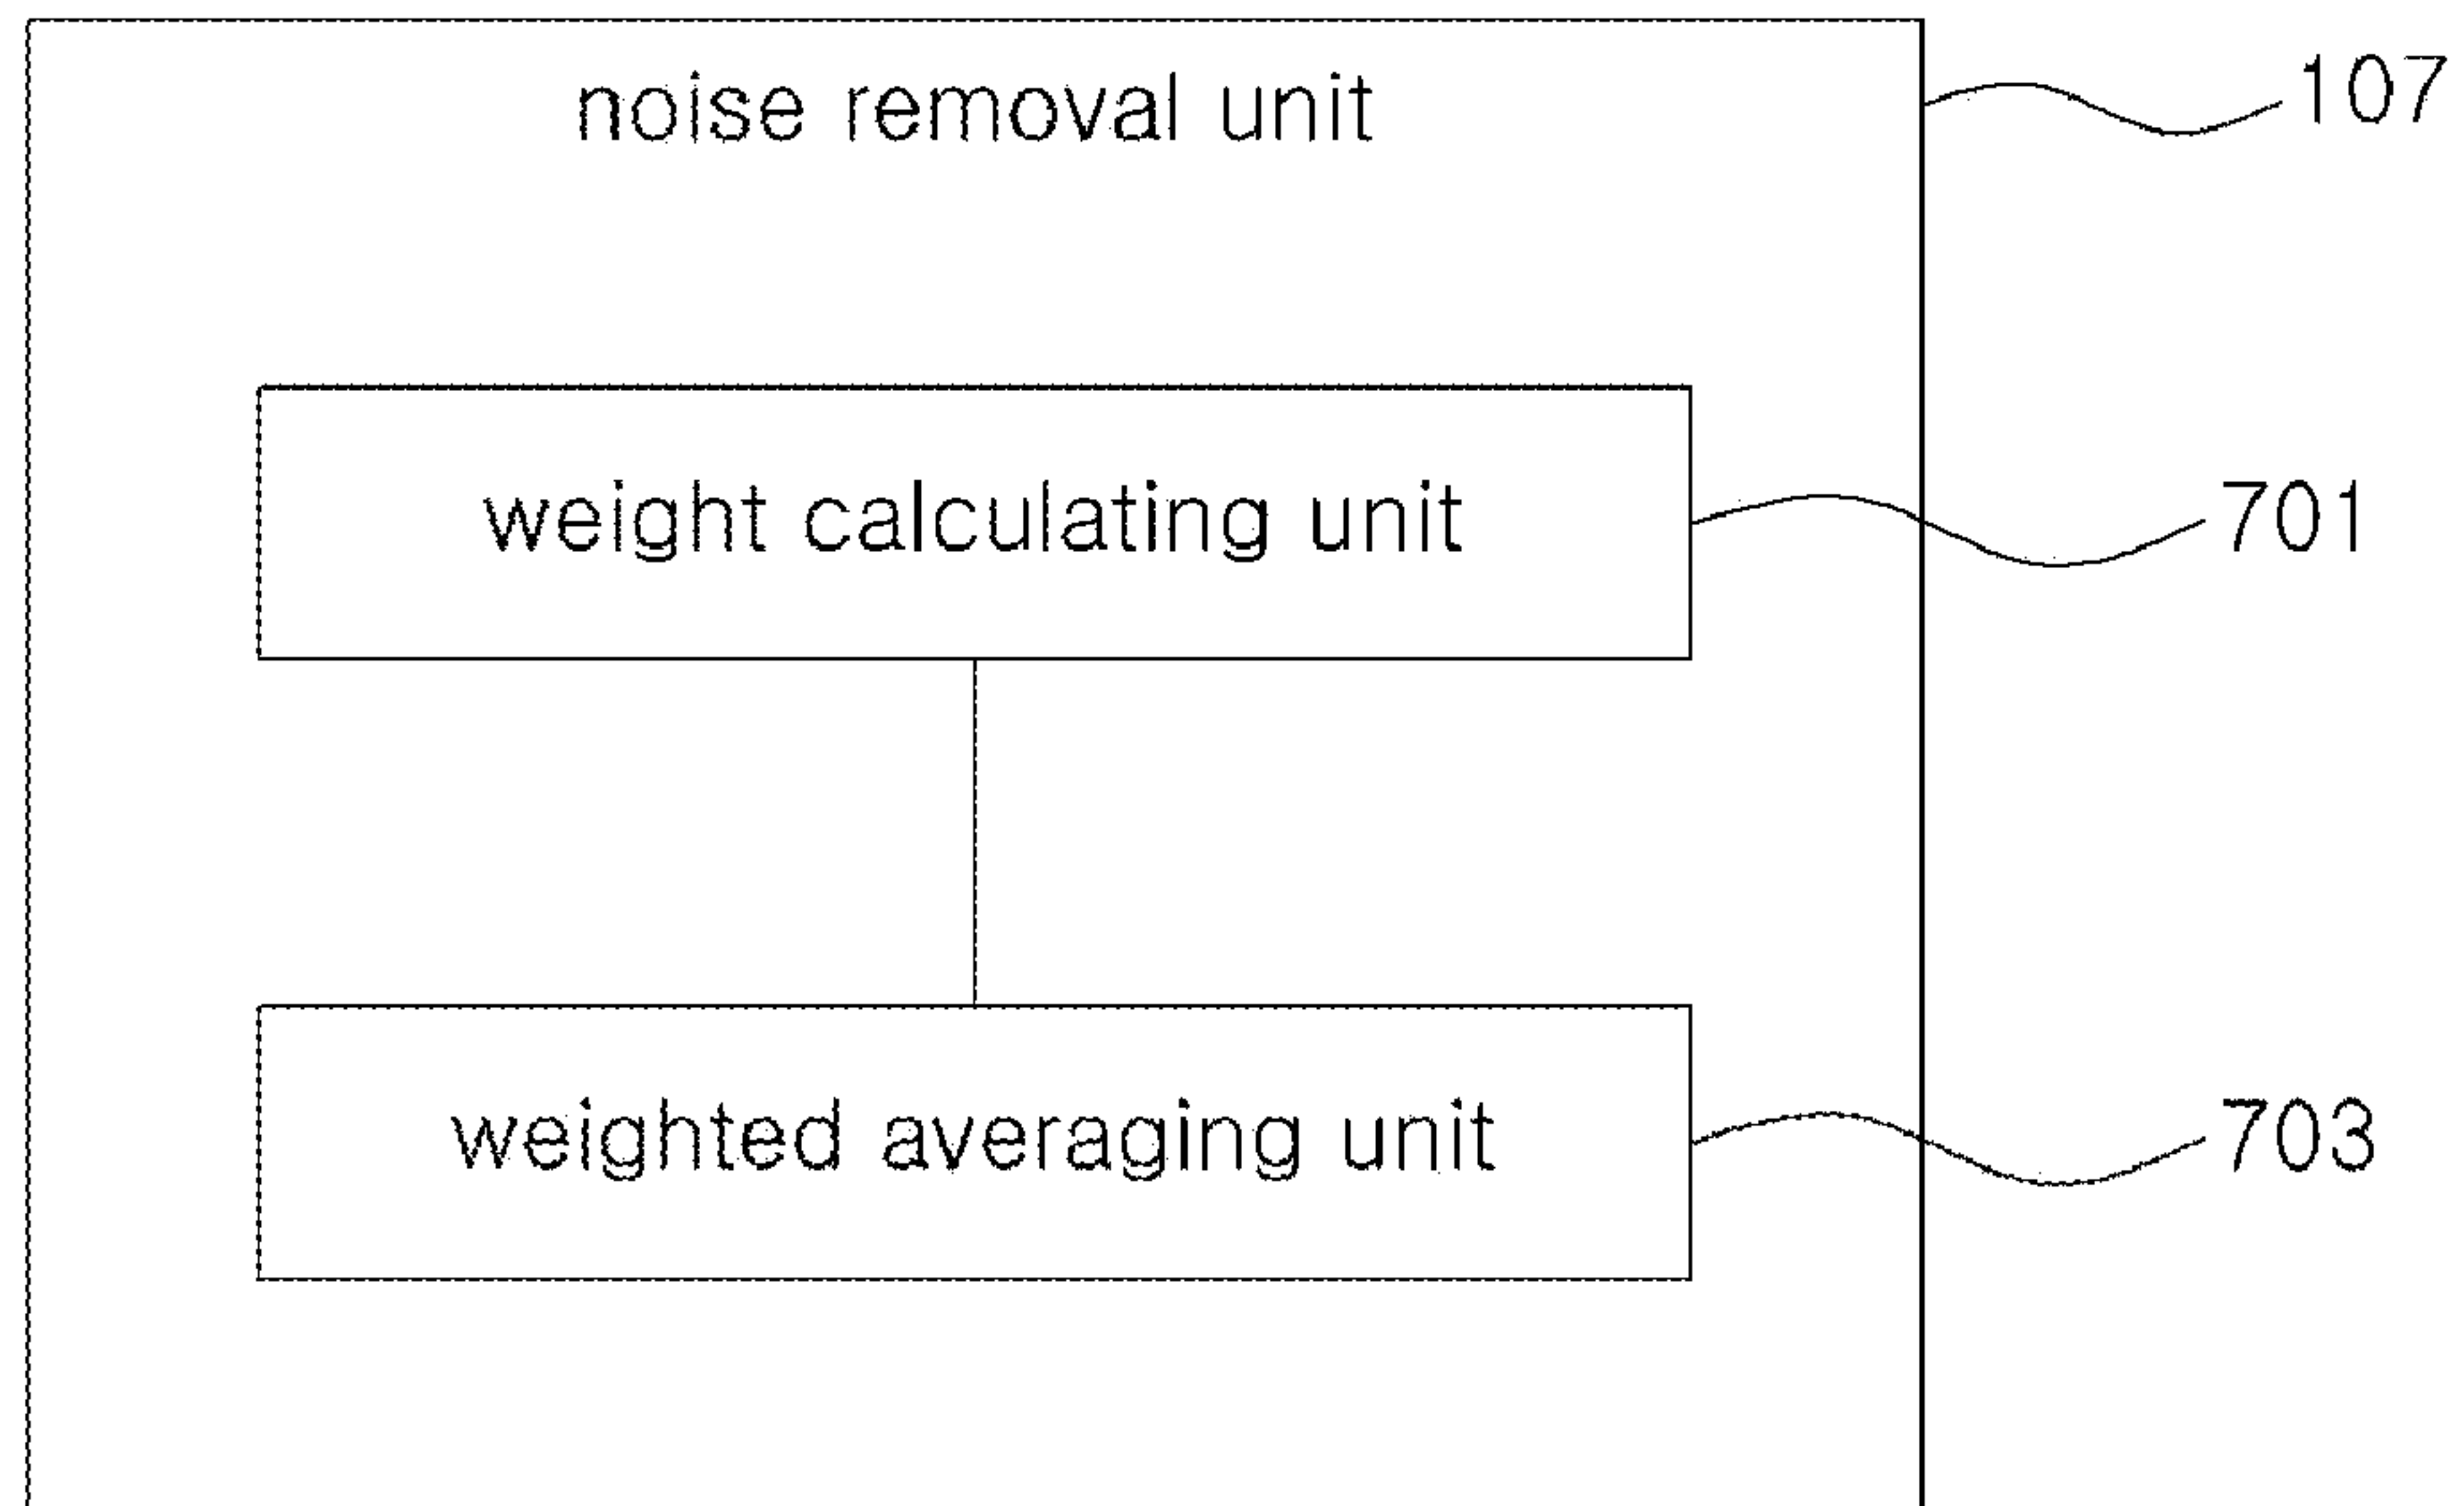 noise removal unit
107
weight calculating unit
701
weighted averaging unit
703